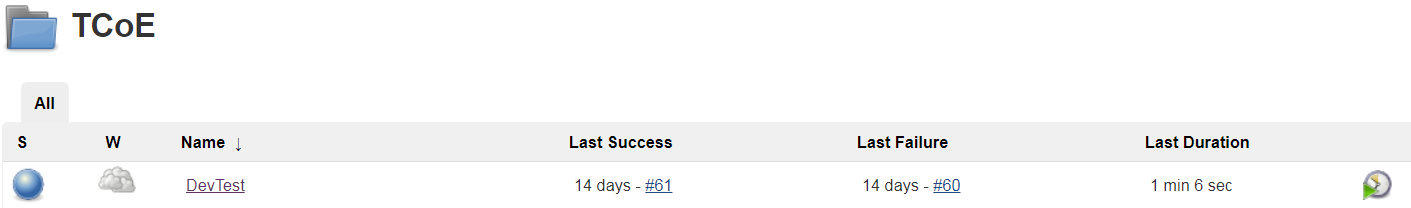 TCoE
All
S W Name ↓ Last Success Last Failure Last Duration
DevTest 14 days - #61 14 days - #60 1 min 6 sec